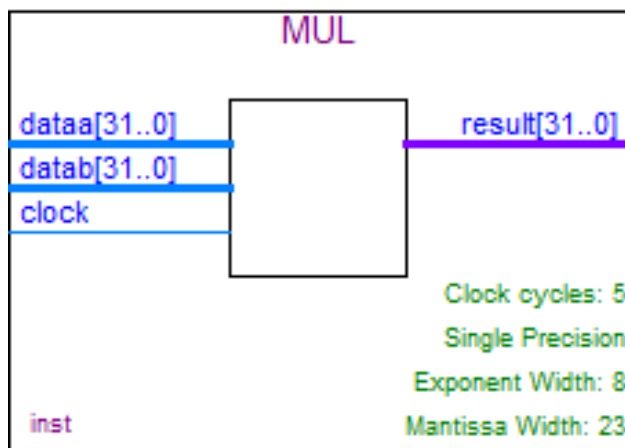 MUL
dataa[31..0]
result[31..0]
datab[31..0]
clock
Clock cycles: 5
Single Precision
Exponent Width: 8
inst
Mantissa Width: 23